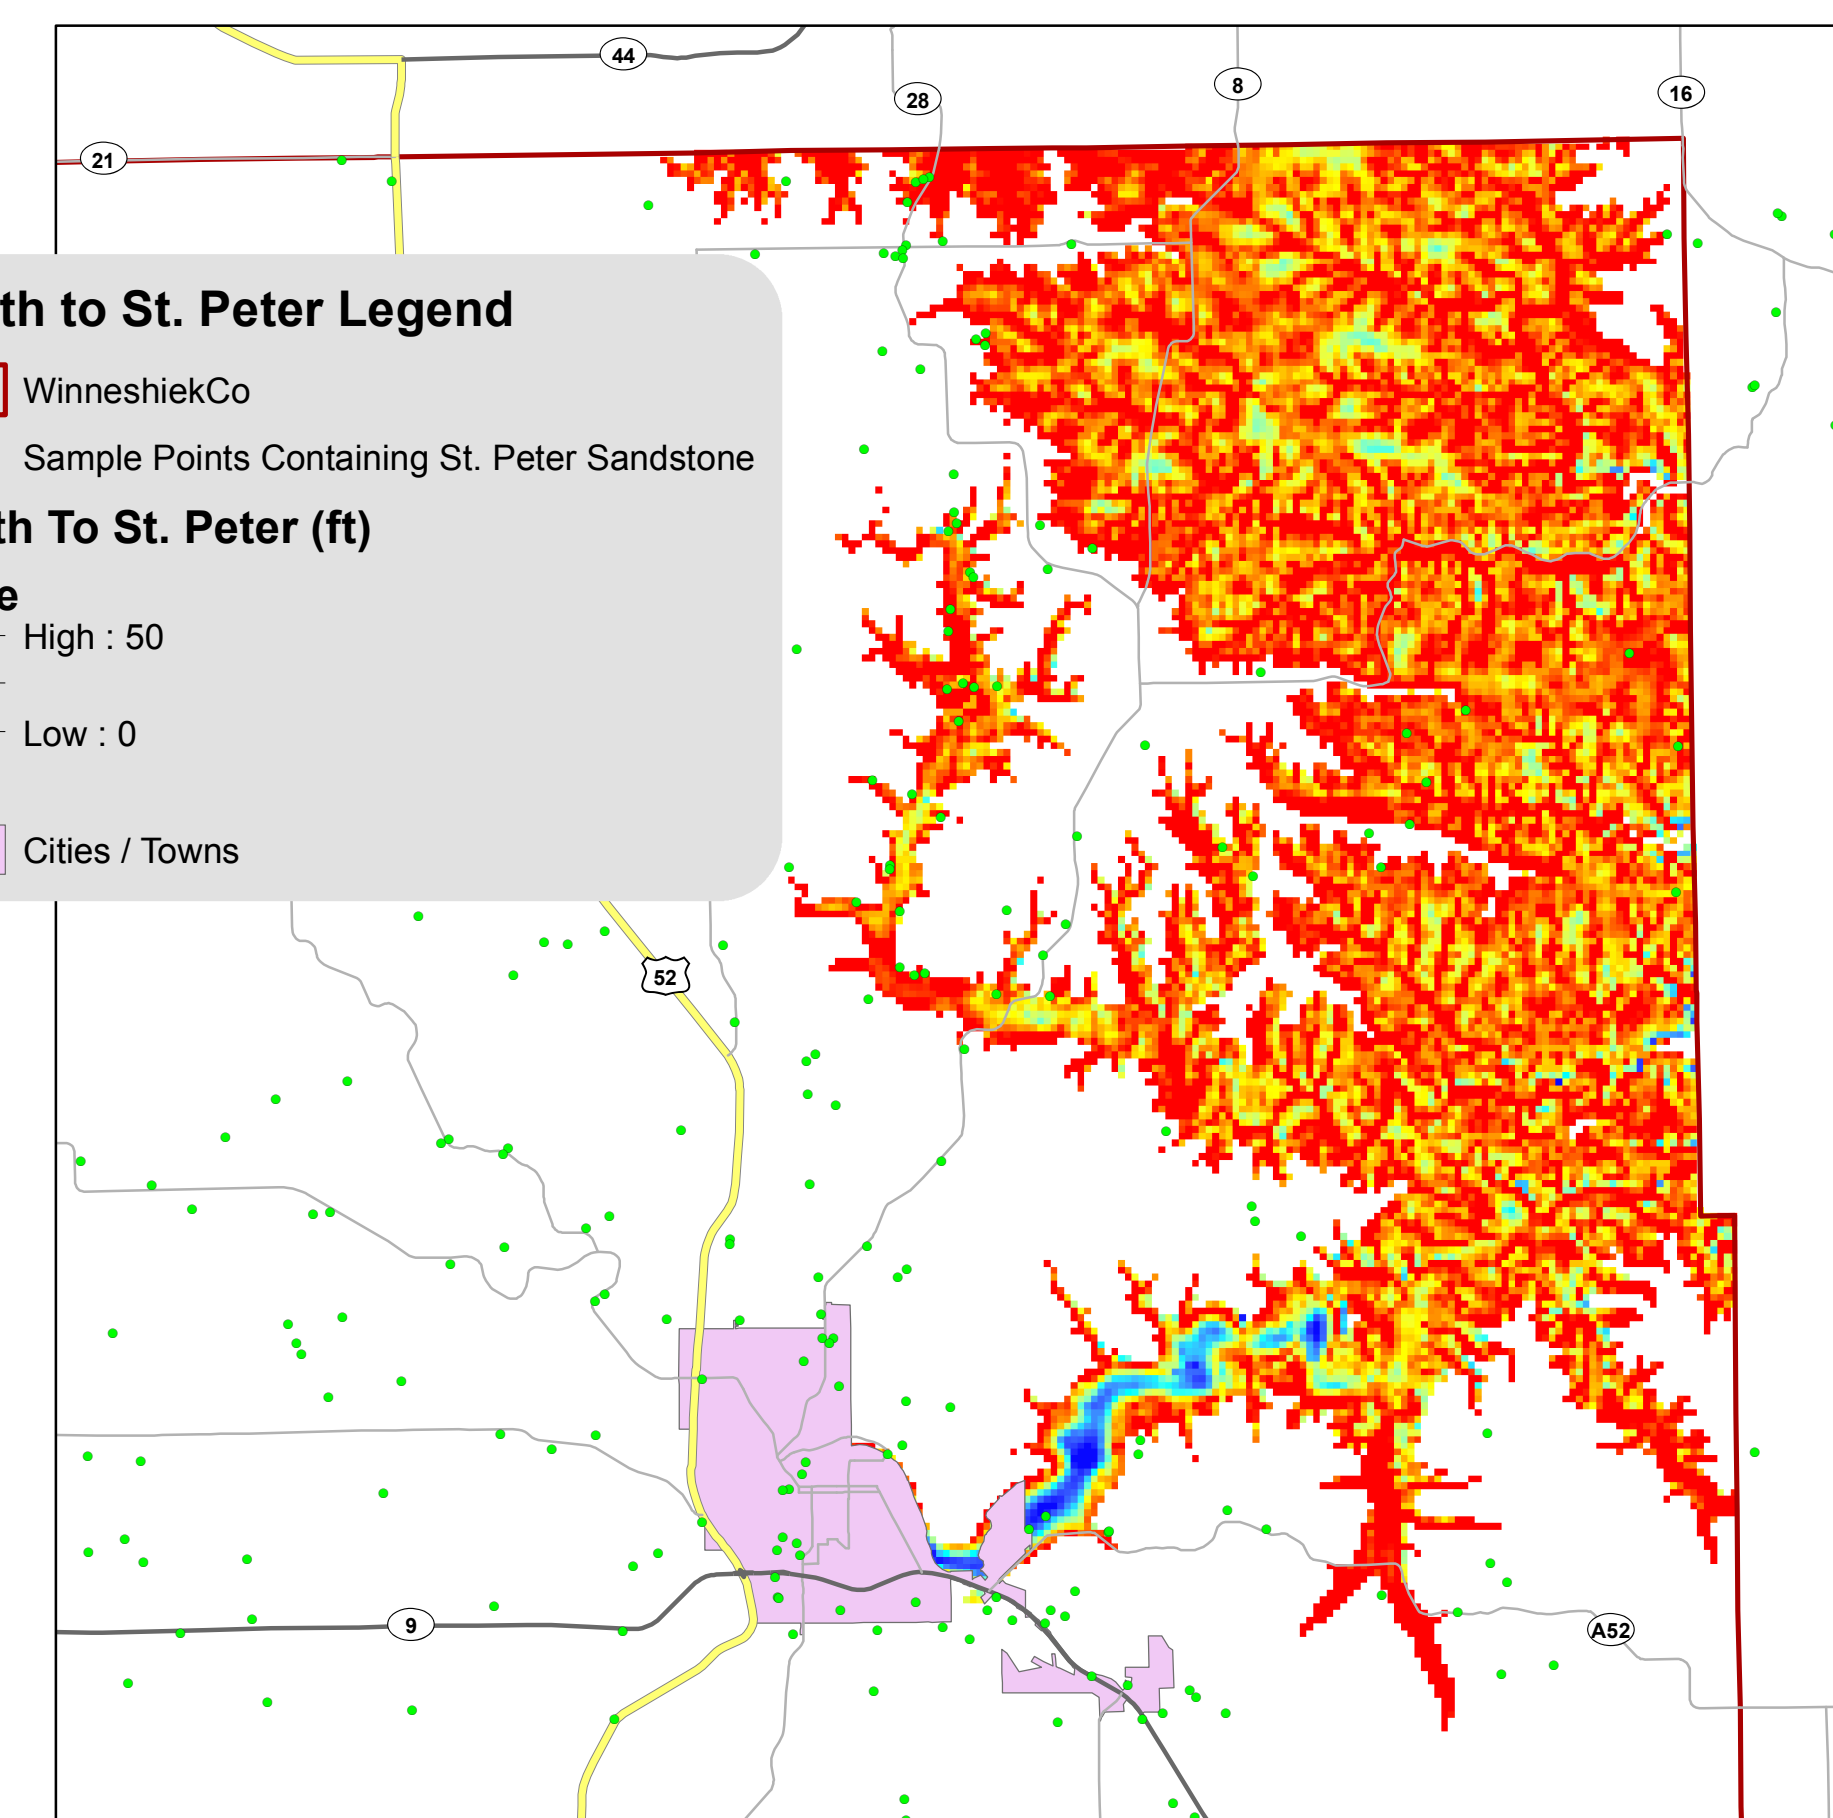 44
28
8
16
21
th to St. Peter Legend
WinneshiekCo
Sample Points Containing St. Peter Sandstone
th To St. Peter (ft)
e
High : 50
Low : 0
Cities / Towns
52
9
A52